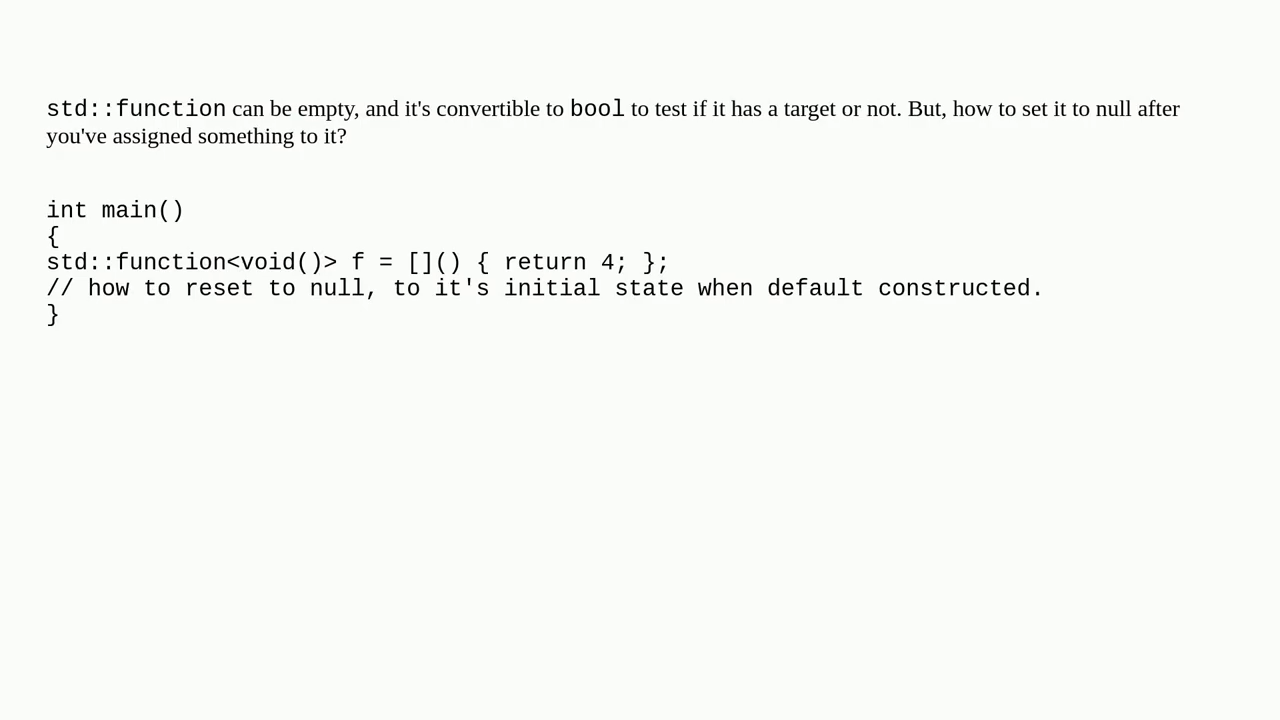 std::function can be empty, and it's convertible to bool to test if it has a target or not. But, how to set it to null after
you've assigned something to it?
int main()
{
std::function<void()> f = []() { return 4; };
// how to reset to null, to it's initial state when default constructed.
}